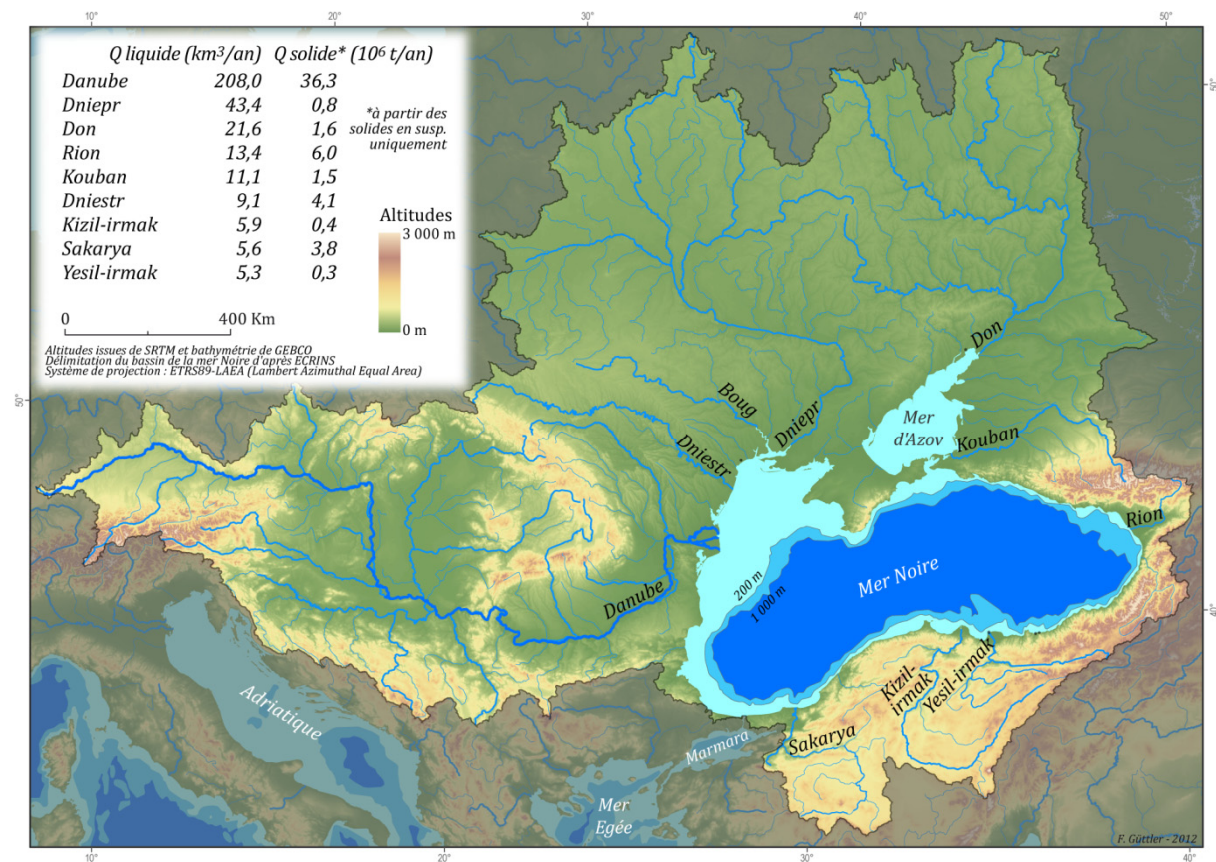 10° 20° 40° 50°
Q liquide (km³/an) Q solide* (10⁶ t/an)
Danube 208,0 36,3
Dniepr 43,4 0,8
Don 21,6 1,6
Rion 13,4 6,0
Kouban 11,1 1,5
Dniestr 9,1 4,1
Kizil-irmak 5,9 0,4
Sakarya 5,6 3,8
Yesil-irmak 5,3 0,3
*à partir des
solides en susp.
uniquement
Altitudes
3 000 m
0 m
0 400 Km
Altitudes issues de SRTM et bathymétrie de GEBCO
Délimitation du bassin de la mer Noire d'après ECRINS
Système de projection : ETRS89-LAEA (Lambert Azimuthal Equal Area)
50°
50°
Don
Boug
Dniepr
Mer
d'Azov
Kouban
Dniestr
Rion
Mer Noire
200 m
1 000 m
Danube
40°
Kizil-
irmak
Yesil-irmak
Adriatique
Marmara
Sakarya
Mer
Egée
F. Güttler - 2012
10° 20° 30° 40°